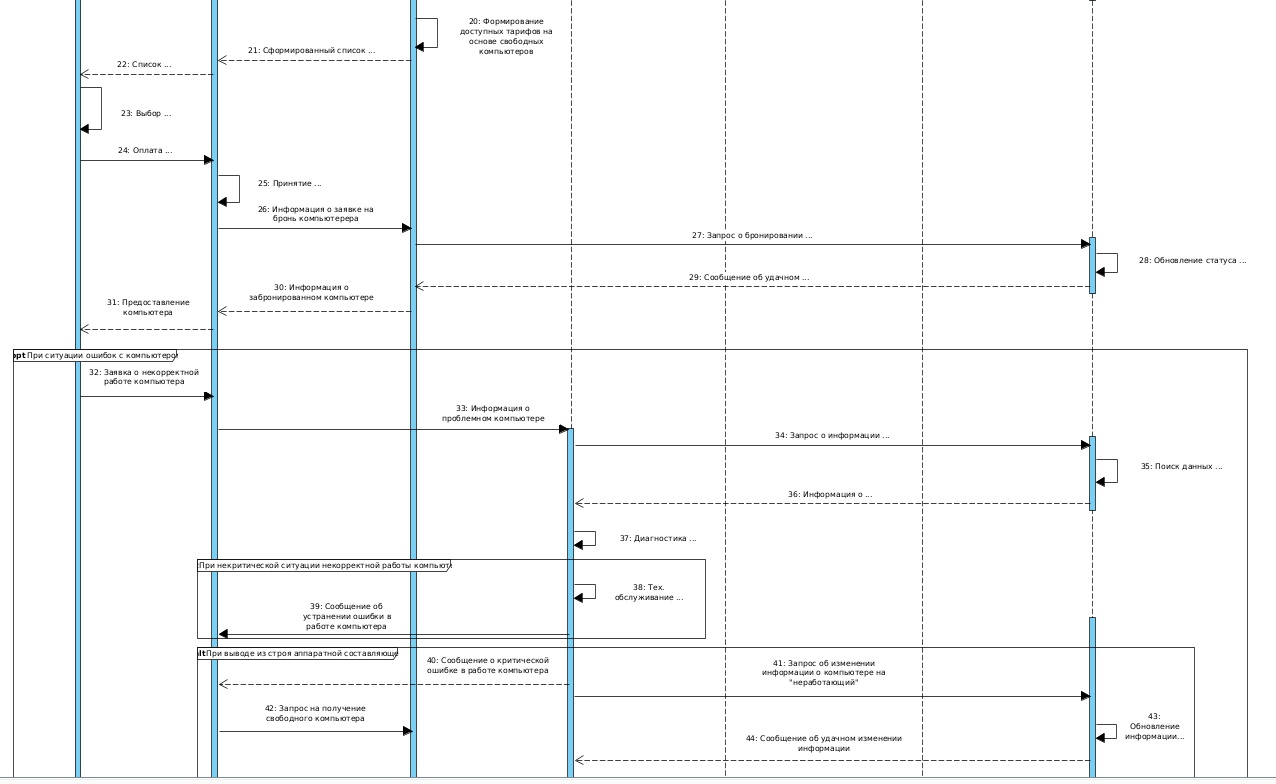 20: Формирование
доступных тарифов на
основе свободных
компьютеров
21: Сформированный список ...
22: Список ...
23: Выбор ...
24: Оплата ...
25: Принятие ...
26: Информация о заявке на
бронь компьютерера
27: Запрос о бронировании ...
28: Обновление статуса ...
29: Сообщение об удачном ...
30: Информация о
забронированном компьютере
31: Предоставление
компьютера
opt При ситуации ошибок с компьютером
32: Заявка о некорректной
работе компьютера
33: Информация о
проблемном компьютере
34: Запрос о информации ...
35: Поиск данных ...
36: Информация о ...
37: Диагностика ...
При некритической ситуации некорректной работы компьют
38: Тех.
обслуживание ...
39: Сообщение об
устранении ошибки в
работе компьютера
lt При выводе из строя аппаратной составляюще
40: Сообщение о критической
ошибке в работе компьютера
41: Запрос об изменении
информации о компьютере на
"неработающий"
42: Запрос на получение
свободного компьютера
43:
Обновление
информации...
44: Сообщение об удачном изменении
информации